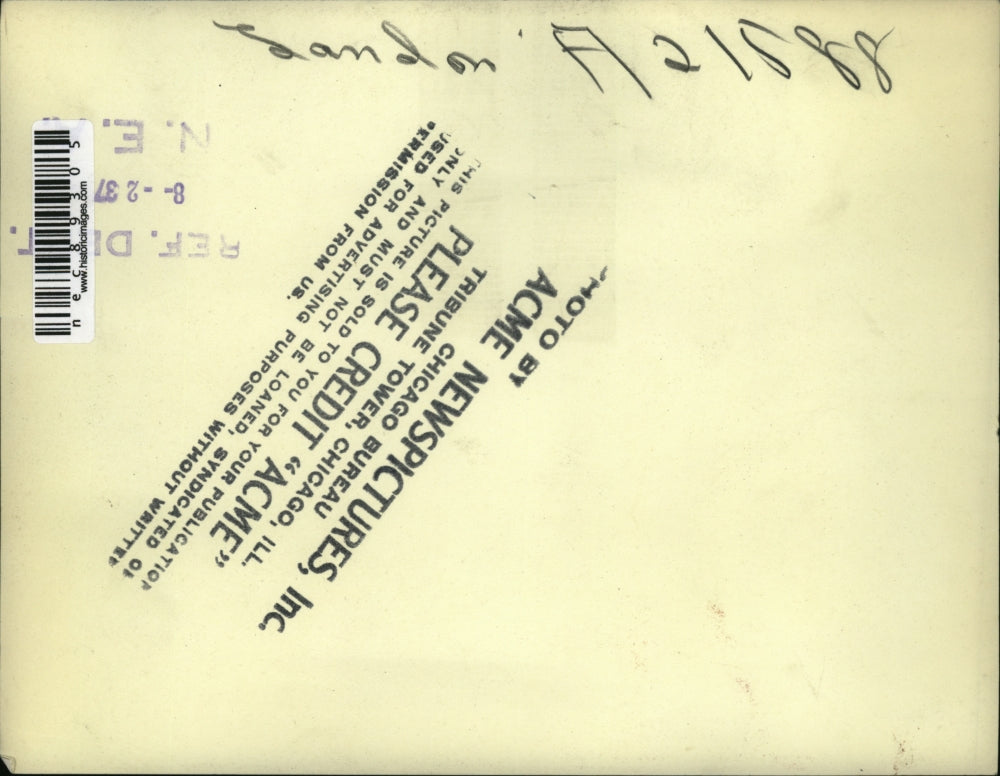 Landon A21588
N. E.
8-2-37
REF. DEPT.
www.historicimages.com
nec89305
PHOTO BY
ACME NEWSPICTURES, Inc.
CHICAGO BUREAU
TRIBUNE TOWER, CHICAGO, ILL.
PLEASE CREDIT “ACME”
THIS PICTURE IS SOLD TO YOU FOR YOUR PUBLICATION
ONLY AND MUST NOT BE LOANED, SYNDICATED OR
USED FOR ADVERTISING PURPOSES WITHOUT WRITTEN
PERMISSION FROM US.